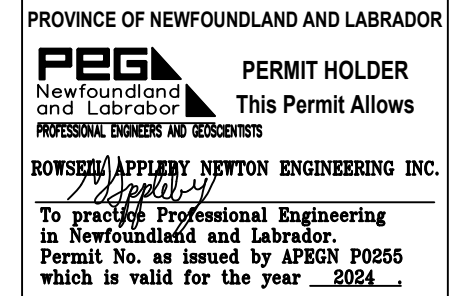 PROVINCE OF NEWFOUNDLAND AND LABRADOR
PEG
Newfoundland
and Labrabor
PROFESSIONAL ENGINEERS AND GEOSCIENTISTS
PERMIT HOLDER
This Permit Allows
ROWSELL APPLEBY NEWTON ENGINEERING INC.
M Appleby
To practice Professional Engineering
in Newfoundland and Labrador.
Permit No. as issued by APEGN P0255
which is valid for the year 2024 .